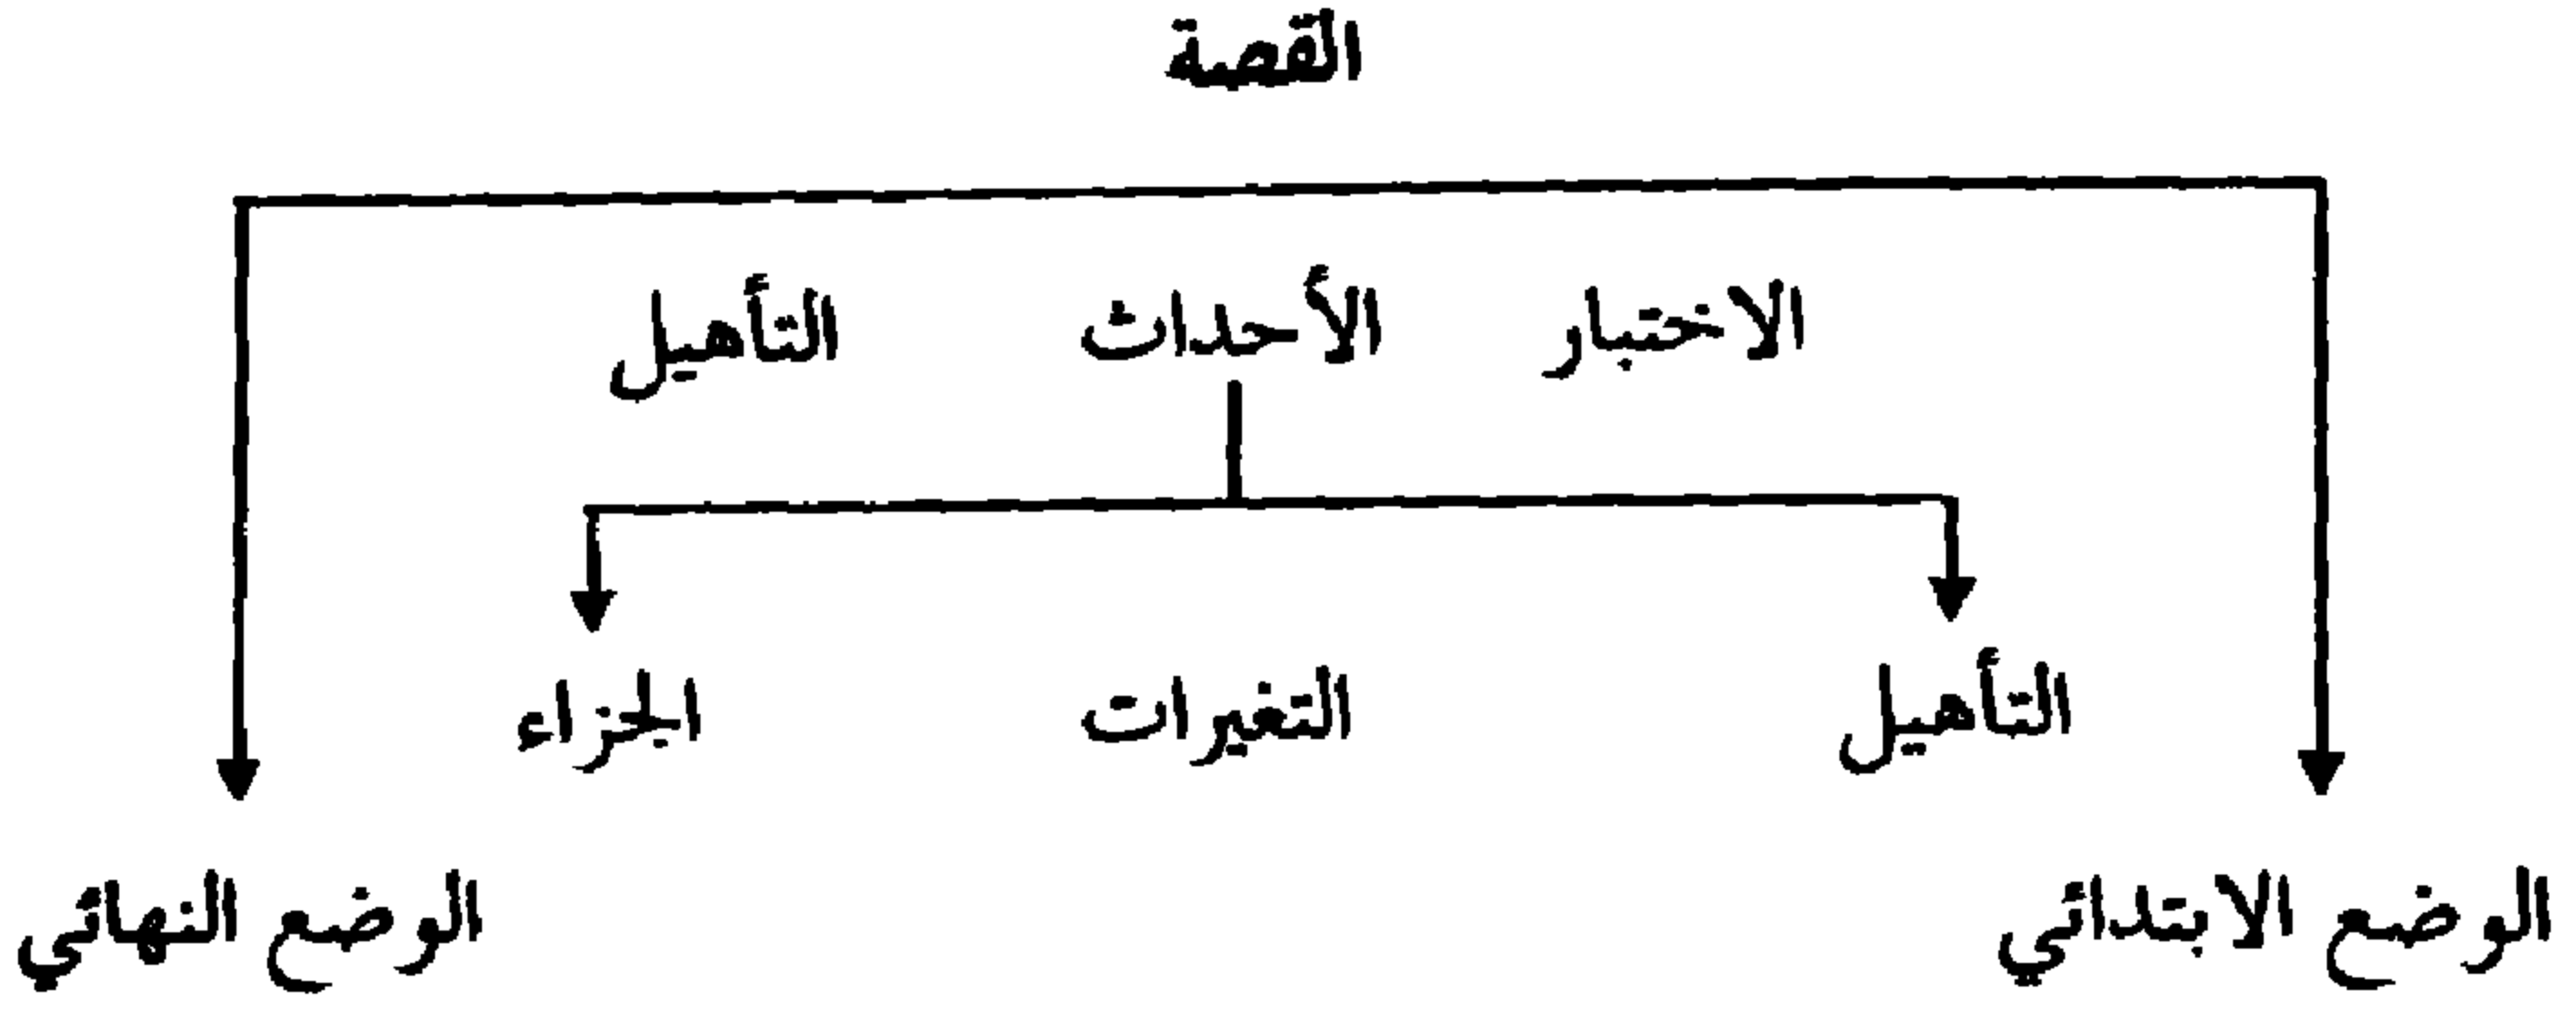 القصة
الاختبار الأحداث التأهيل
التأهيل التغيرات الجزاء
الوضع الابتدائي الوضع النهائي